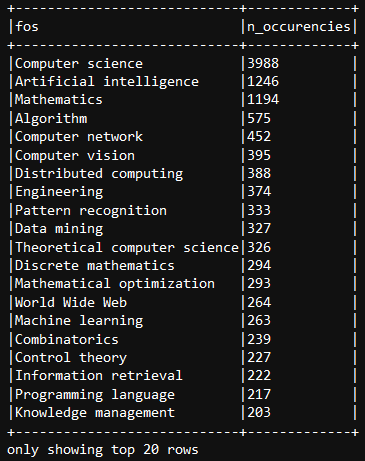 +----------------------------+-------------+
|fos                         |n_occurencies|
+----------------------------+-------------+
|Computer science            |3988         |
|Artificial intelligence     |1246         |
|Mathematics                 |1194         |
|Algorithm                   |575          |
|Computer network            |452          |
|Computer vision             |395          |
|Distributed computing       |388          |
|Engineering                 |374          |
|Pattern recognition         |333          |
|Data mining                 |327          |
|Theoretical computer science|326          |
|Discrete mathematics        |294          |
|Mathematical optimization   |293          |
|World Wide Web              |264          |
|Machine learning            |263          |
|Combinatorics               |239          |
|Control theory              |227          |
|Information retrieval       |222          |
|Programming language        |217          |
|Knowledge management        |203          |
+----------------------------+-------------+
only showing top 20 rows